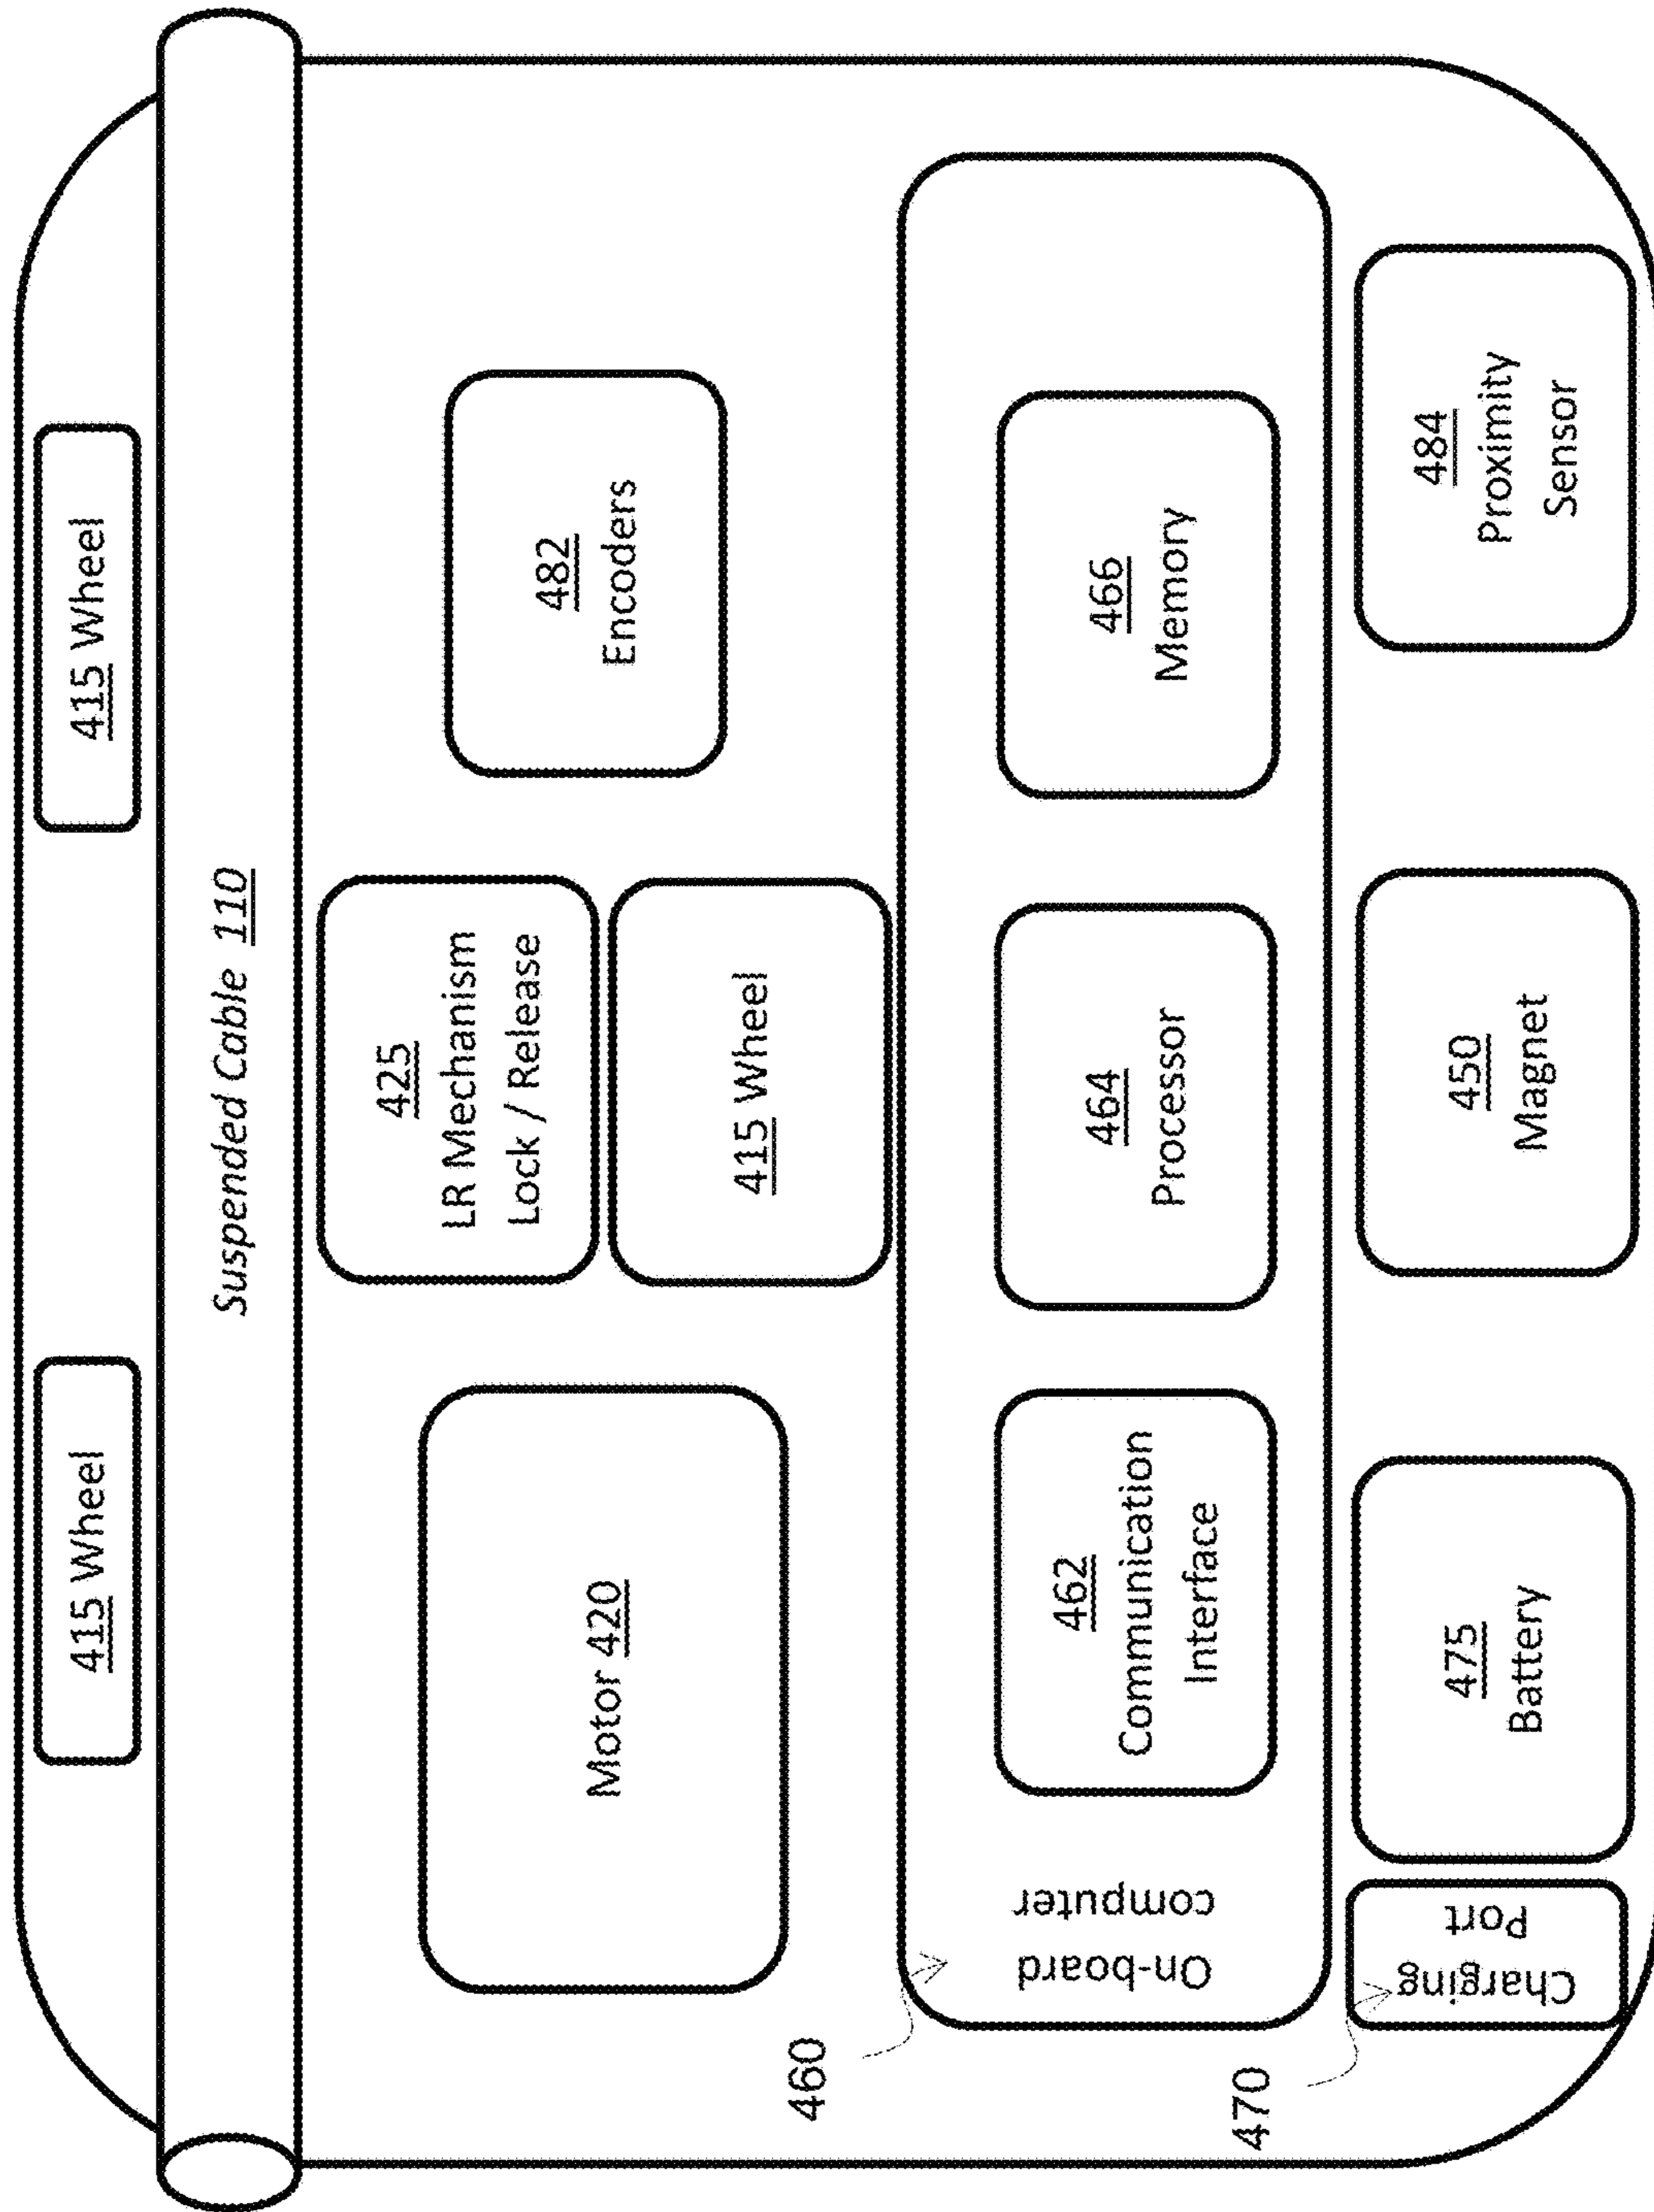 415 Wheel
415 Wheel
Suspended Cable 110
Motor 420
425
LR Mechanism
Lock / Release
415 Wheel
482
Encoders
460
On-board
computer
462
Communication
Interface
464
Processor
466
Memory
470
Charging
Port
475
Battery
450
Magnet
484
Proximity
Sensor